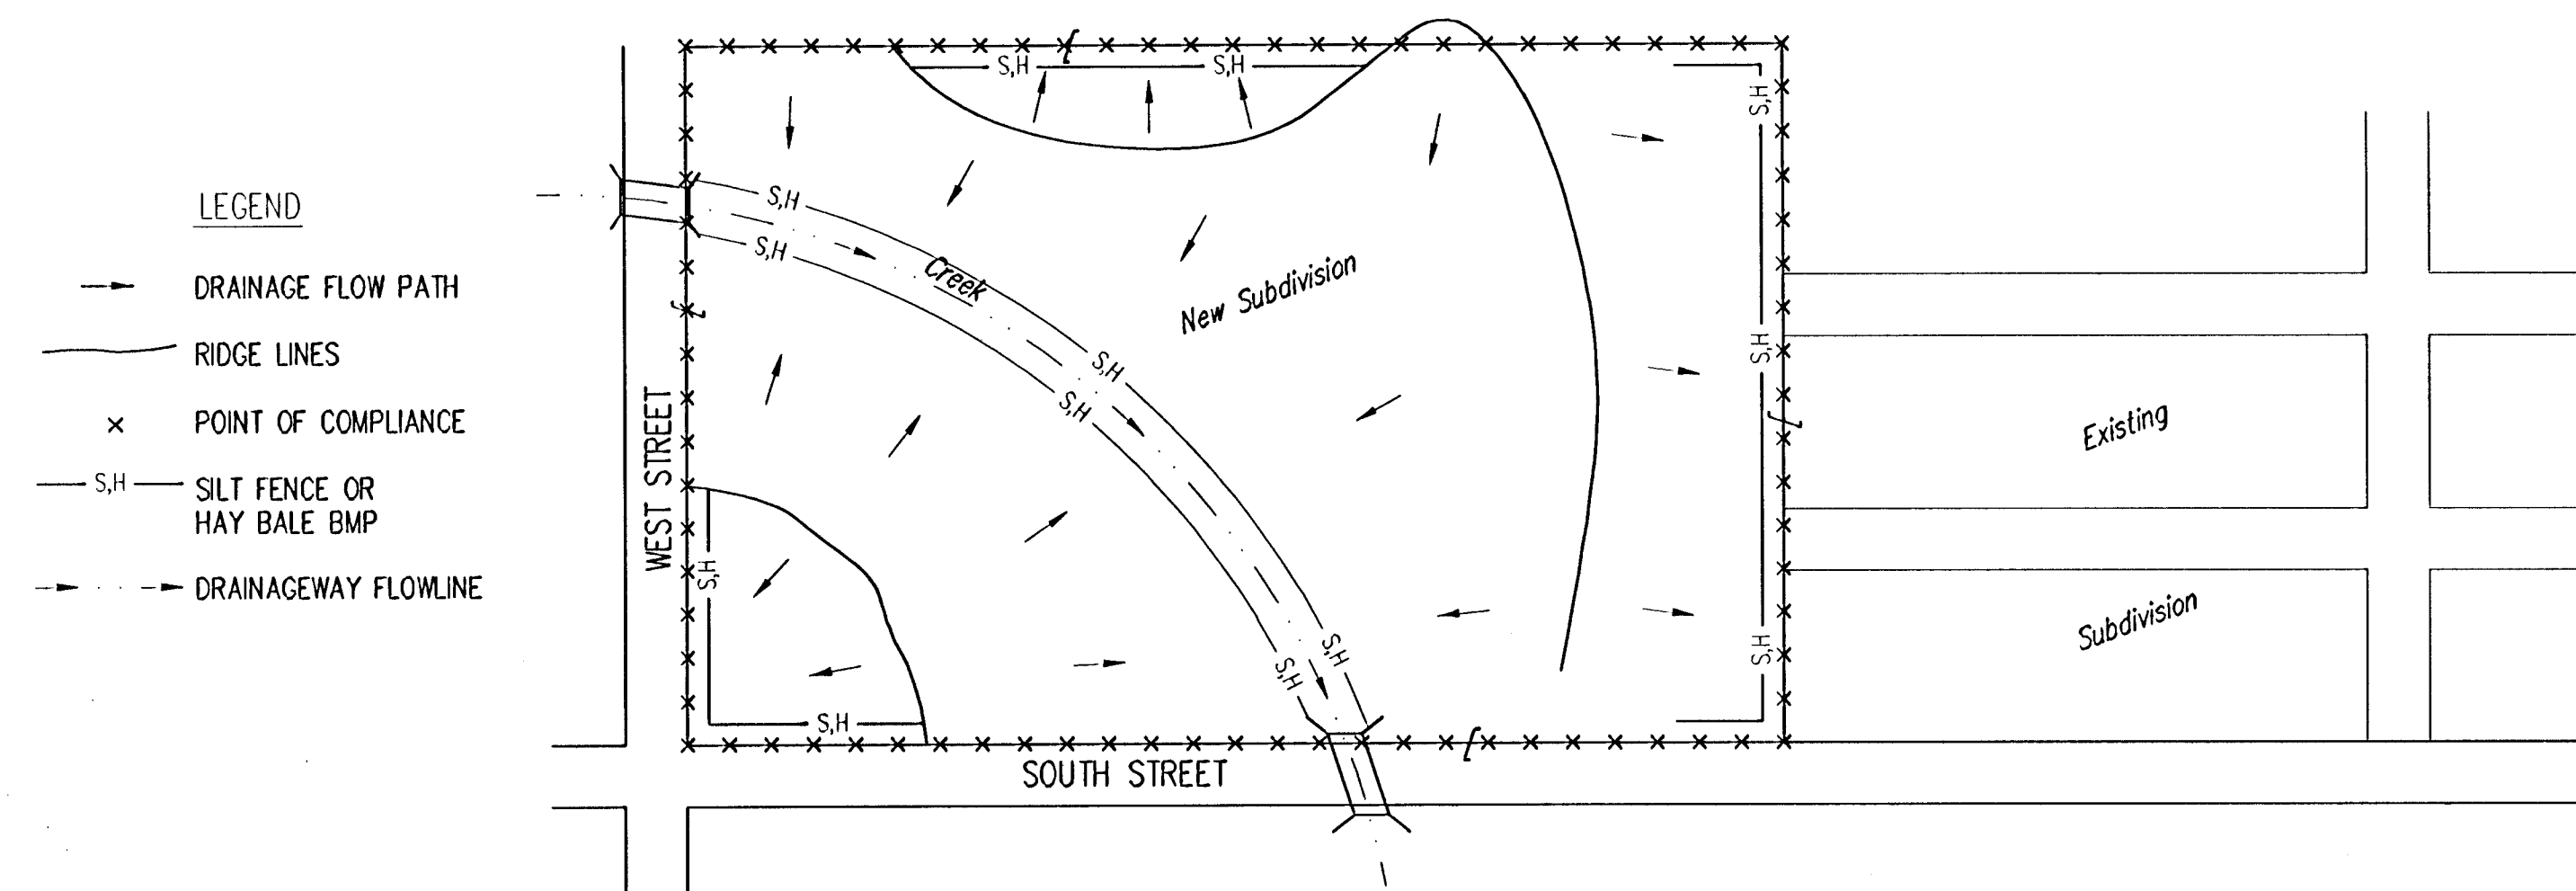 LEGEND
DRAINAGE FLOW PATH
RIDGE LINES
POINT OF COMPLIANCE
S,H
SILT FENCE OR
HAY BALE BMP
DRAINAGEWAY FLOWLINE
WEST STREET
SOUTH STREET
S,H
S,H
S,H
S,H
S,H
Creek
New Subdivision
S,H
S,H
S,H
S,H
S,H
S,H
S,H
S,H
S,H
Existing
Subdivision